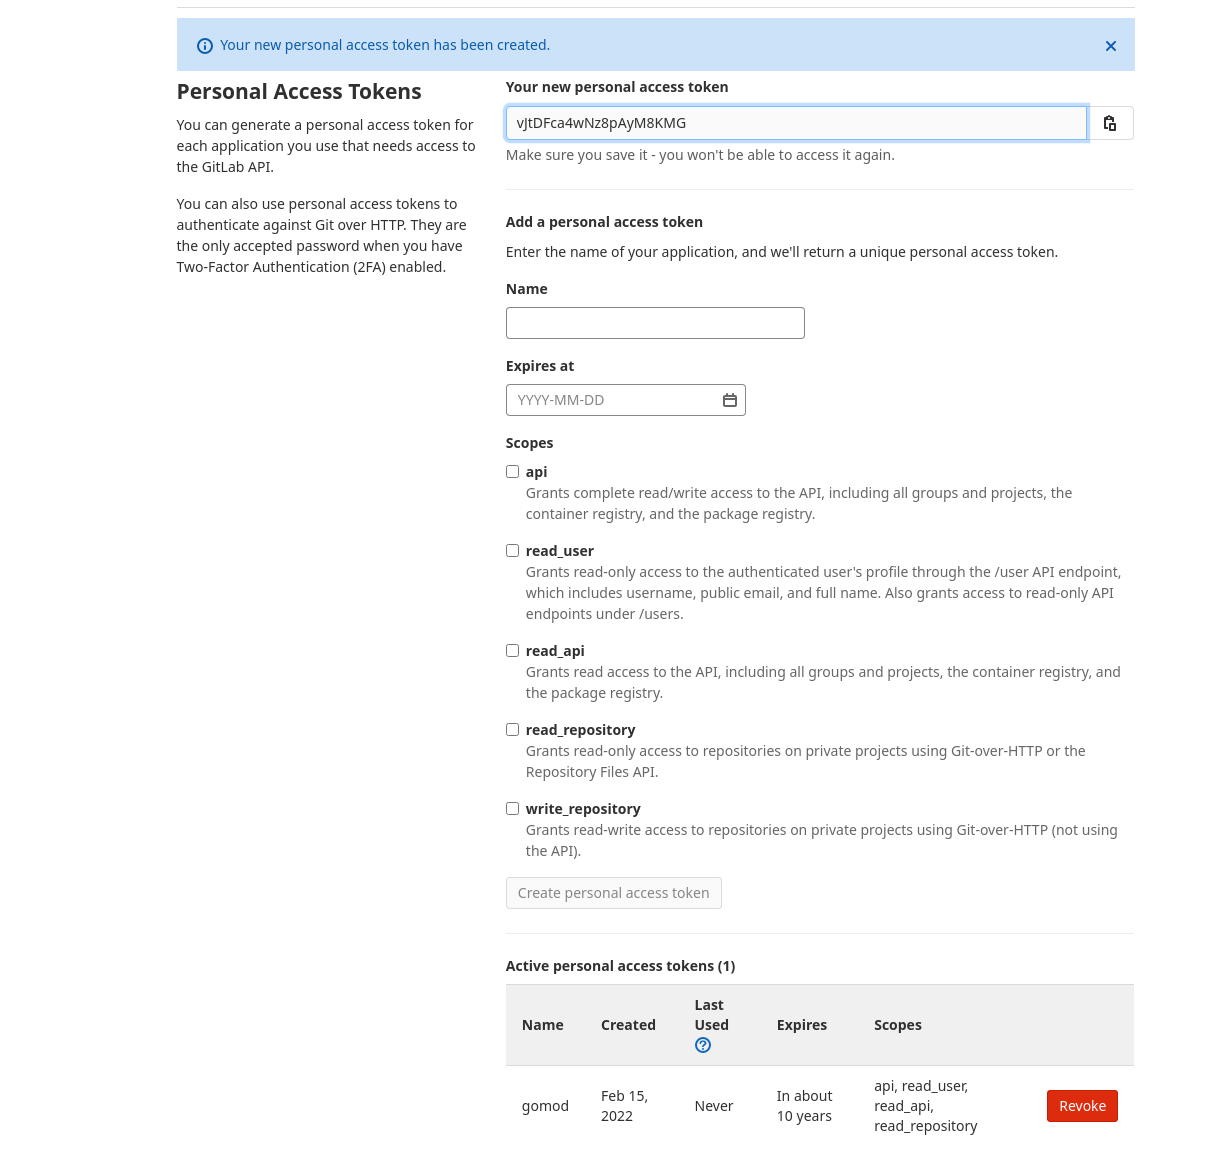 Your new personal access token has been created.
Personal Access Tokens
You can generate a personal access token for
each application you use that needs access to
the GitLab API.
You can also use personal access tokens to
authenticate against Git over HTTP. They are
the only accepted password when you have
Two-Factor Authentication (2FA) enabled.
Your new personal access token
vJtDFca4wNz8pAyM8KMG
Make sure you save it - you won't be able to access it again.
Add a personal access token
Enter the name of your application, and we'll return a unique personal access token.
Name
Expires at
YYYY-MM-DD
Scopes
api
Grants complete read/write access to the API, including all groups and projects, the
container registry, and the package registry.
read_user
Grants read-only access to the authenticated user's profile through the /user API endpoint,
which includes username, public email, and full name. Also grants access to read-only API
endpoints under /users.
read_api
Grants read access to the API, including all groups and projects, the container registry, and
the package registry.
read_repository
Grants read-only access to repositories on private projects using Git-over-HTTP or the
Repository Files API.
write_repository
Grants read-write access to repositories on private projects using Git-over-HTTP (not using
the API).
Create personal access token
Active personal access tokens (1)
Name Created Last Used Expires Scopes
gomod Feb 15, 2022 Never In about 10 years api, read_user, read_api, read_repository Revoke